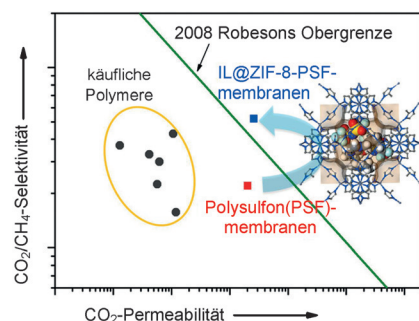 2008 Robesons Obergrenze
käufliche
Polymere
IL@ZIF-8-PSF-
membranen
Polysulfon(PSF)-
membranen
CO₂/CH₄-Selektivität
CO₂-Permeabilität